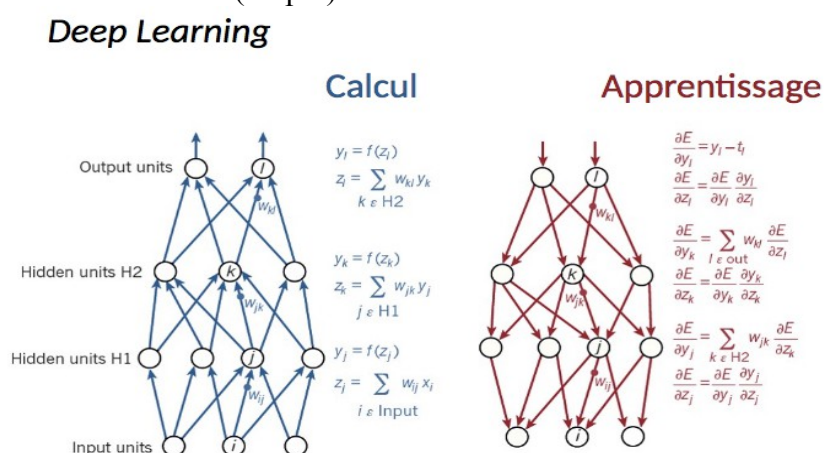 Deep Learning
Calcul
Apprentissage
Output units
l
w_kl
y_l = f(z_l)
z_l = ∑ w_kl y_k
k ε H2
Hidden units H2
k
w_jk
y_k = f(z_k)
z_k = ∑ w_jk y_j
j ε H1
Hidden units H1
j
w_ij
y_j = f(z_j)
z_j = ∑ w_ij x_i
i ε Input
Input units
i
l
w_kl
∂E/∂y_l = y_l − t_l
∂E/∂z_l = ∂E/∂y_l ∂y_l/∂z_l
k
w_jk
∂E/∂y_k = ∑ w_kl ∂E/∂z_l
l ε out
∂E/∂z_k = ∂E/∂y_k ∂y_k/∂z_k
j
w_ij
∂E/∂y_j = ∑ w_jk ∂E/∂z_k
k ε H2
∂E/∂z_j = ∂E/∂y_j ∂y_j/∂z_j
i